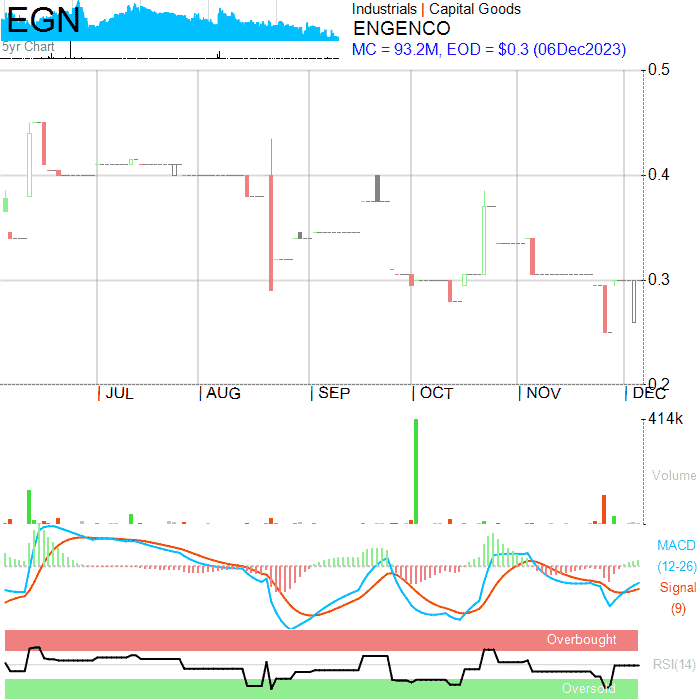 EGN
Industrials | Capital Goods
ENGENCO
MC = 93.2M, EOD = $0.3 (06Dec2023)
5yr Chart
0.5
0.4
0.3
0.2
| JUL | AUG | SEP | OCT | NOV | DEC
414k
Volume
MACD
(12-26)
Signal
(9)
Overbought
RSI(14)
Oversold